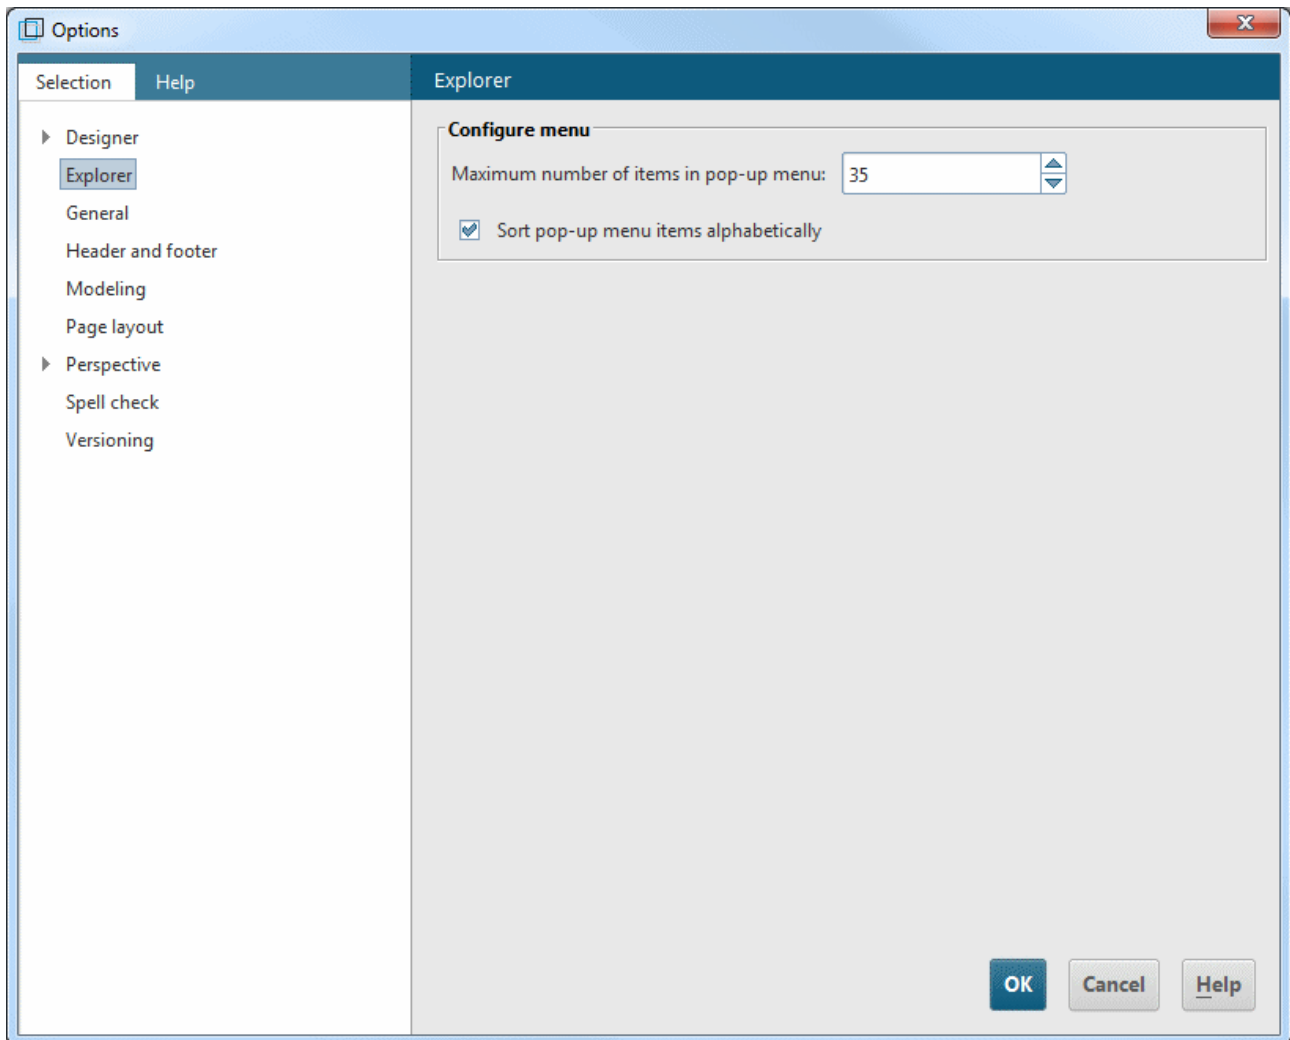 Options
Selection Help
Explorer
Designer
Explorer
General
Header and footer
Modeling
Page layout
Perspective
Spell check
Versioning
Configure menu
Maximum number of items in pop-up menu: 35
Sort pop-up menu items alphabetically
OK Cancel Help